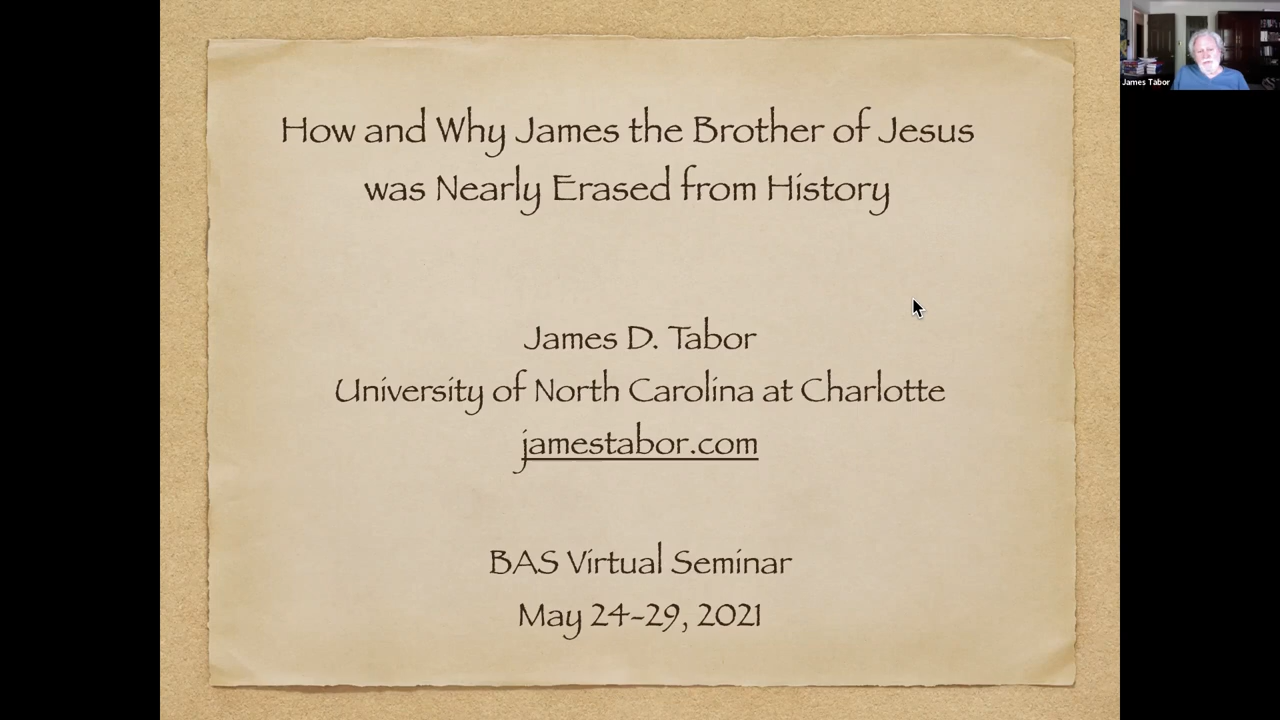 How and Why James the Brother of Jesus
was Nearly Erased from History
James D. Tabor
University of North Carolina at Charlotte
jamestabor.com
BAS Virtual Seminar
May 24-29, 2021
James Tabor